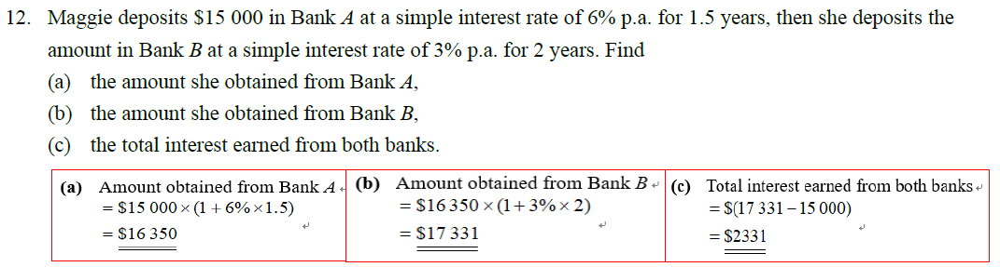 12. Maggie deposits $15 000 in Bank A at a simple interest rate of 6% p.a. for 1.5 years, then she deposits the
amount in Bank B at a simple interest rate of 3% p.a. for 2 years. Find
(a) the amount she obtained from Bank A,
(b) the amount she obtained from Bank B,
(c) the total interest earned from both banks.
(a) Amount obtained from Bank A
= $15 000 × (1 + 6% × 1.5)
= $16 350
(b) Amount obtained from Bank B
= $16 350 × (1 + 3% × 2)
= $17 331
(c) Total interest earned from both banks
= $(17 331 – 15 000)
= $2331